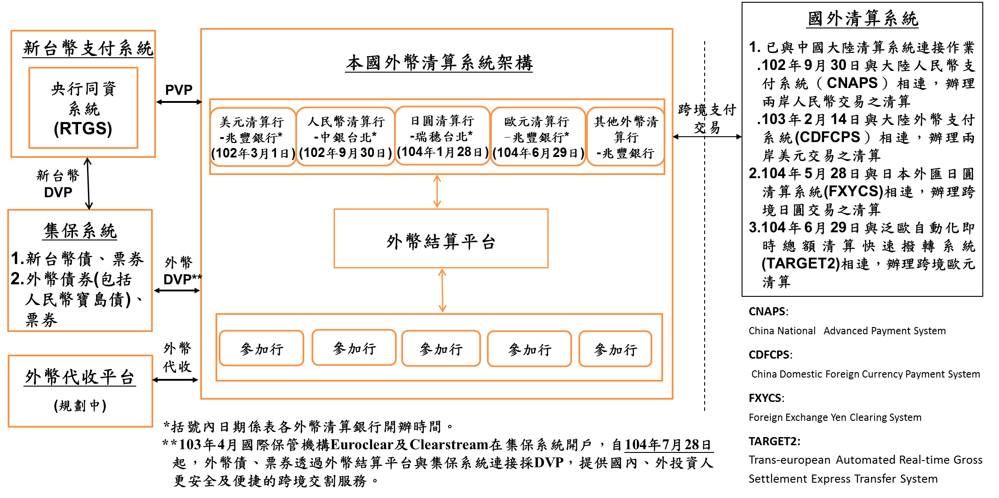 新台幣支付系統
央行同資
系統
(RTGS)
PVP
新台幣
DVP
集保系統
1.新台幣債、票券
2.外幣債券(包括
人民幣寶島債)、
票券
外幣
DVP**
外幣代收平台
(規劃中)
外幣
代收
本國外幣清算系統架構
美元清算行
-兆豐銀行*
(102年3月1日)
人民幣清算行
-中銀台北*
(102年9月30日)
日圓清算行
-瑞穗台北*
(104年1月28日)
歐元清算行
-兆豐銀行*
(104年6月29日)
其他外幣清
算行
-兆豐銀行
外幣結算平台
參加行
參加行
參加行
參加行
參加行
跨境支付
交易
國外清算系統
1. 已與中國大陸清算系統連接作業
.102年9月30日與大陸人民幣支
付系統（CNAPS）相連，辦理
兩岸人民幣交易之清算
.103年2月14日與大陸外幣支付
系統(CDFCPS）相連，辦理兩
岸美元交易之清算
2.104年5月28日與日本外匯日圓
清算系統(FXYCS)相連，辦理跨
境日圓交易之清算
3.104年6月29日與泛歐自動化即
時總額清算快速撥轉系統
(TARGET2)相連，辦理跨境歐元
清算
CNAPS:
China National Advanced Payment System
CDFCPS:
China Domestic Foreign Currency Payment System
FXYCS:
Foreign Exchange Yen Clearing System
TARGET2:
Trans-european Automated Real-time Gross
Settlement Express Transfer System
*括號內日期係表各外幣清算銀行開辦時間。
**103年4月國際保管機構Euroclear及Clearstream在集保系統開戶，自104年7月28日
起，外幣債、票券透過外幣結算平台與集保系統連接採DVP，提供國內、外投資人
更安全及便捷的跨境交割服務。